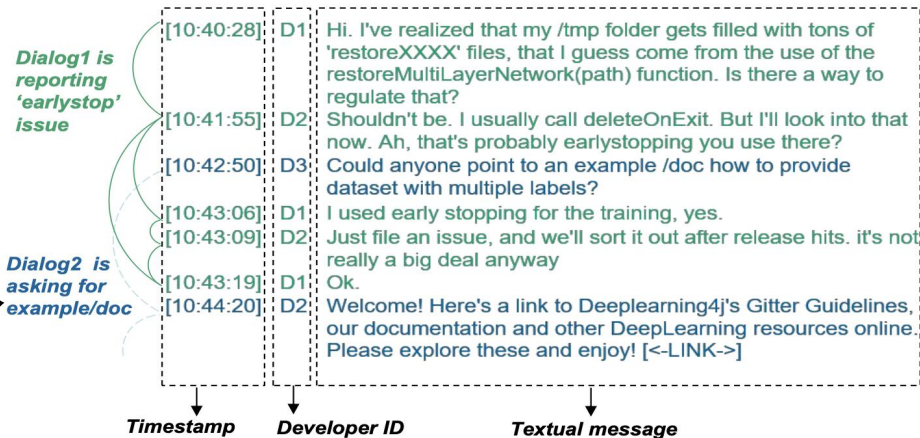 Dialog1 is
reporting
‘earlystop’
issue
Dialog2 is
asking for
example/doc
[10:40:28] D1 Hi. I've realized that my /tmp folder gets filled with tons of
'restoreXXXX' files, that I guess come from the use of the
restoreMultiLayerNetwork(path) function. Is there a way to
regulate that?
[10:41:55] D2 Shouldn't be. I usually call deleteOnExit. But I'll look into that
now. Ah, that's probably earlystopping you use there?
[10:42:50] D3 Could anyone point to an example /doc how to provide
dataset with multiple labels?
[10:43:06] D1 I used early stopping for the training, yes.
[10:43:09] D2 Just file an issue, and we'll sort it out after release hits. it's not
really a big deal anyway
[10:43:19] D1 Ok.
[10:44:20] D2 Welcome! Here's a link to Deeplearning4j's Gitter Guidelines,
our documentation and other DeepLearning resources online.
Please explore these and enjoy! [<-LINK->]
Timestamp Developer ID Textual message